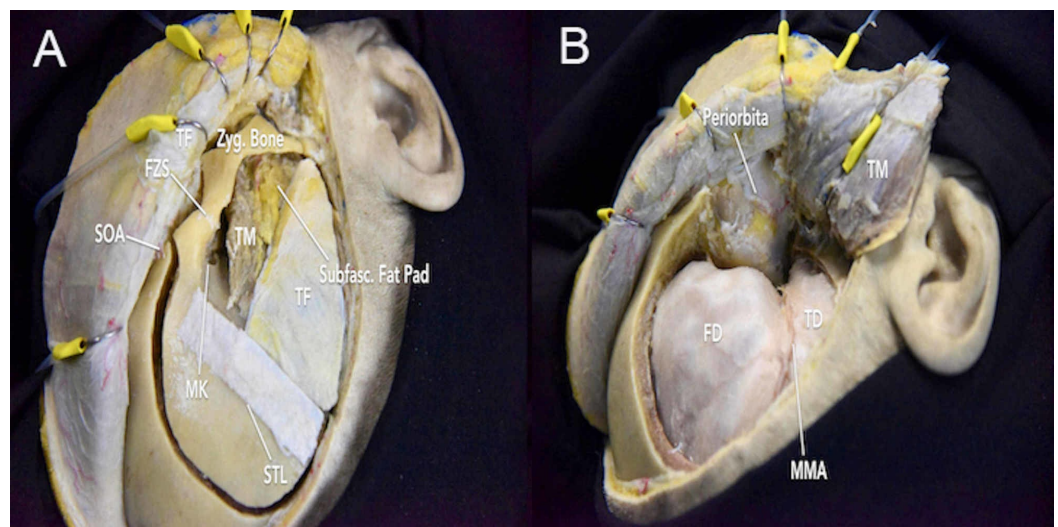 A
TF
Zyg. Bone
FZS
SOA
TM
Subfasc. Fat Pad
TF
MK
STL
B
Periorbita
TM
FD
TD
MMA